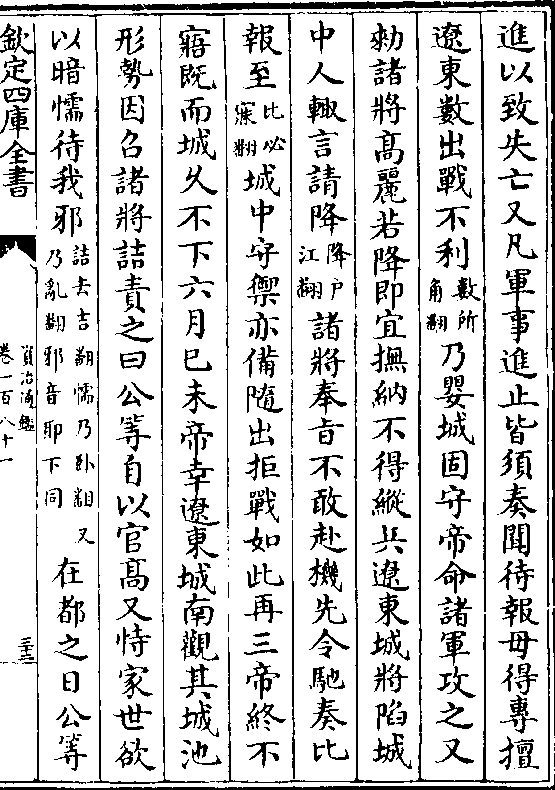 進以致失亡又凡軍事進止皆須奏聞待報毋得專擅
遼東數出戰不利數所角翻乃嬰城固守帝命諸軍攻之又
勅諸將髙麗若降即宜撫納不得縱兵遼東城將陷城
中人輙言請降降户江翻諸將奉旨不敢赴機先令馳奏比
報至比必寐翻城中守禦亦備隨出拒戰如此再三帝終不
寤既而城久不下六月己未帝幸遼東城南觀其城池
形勢因召諸將詰責之曰公等自以官髙又恃家世欲
以暗懦待我邪詰去吉翻懦乃卧翻又乃亂翻邪音耶下同在都之日公等
欽定四庫全書
資治通鑑
卷一百八十一
三十三